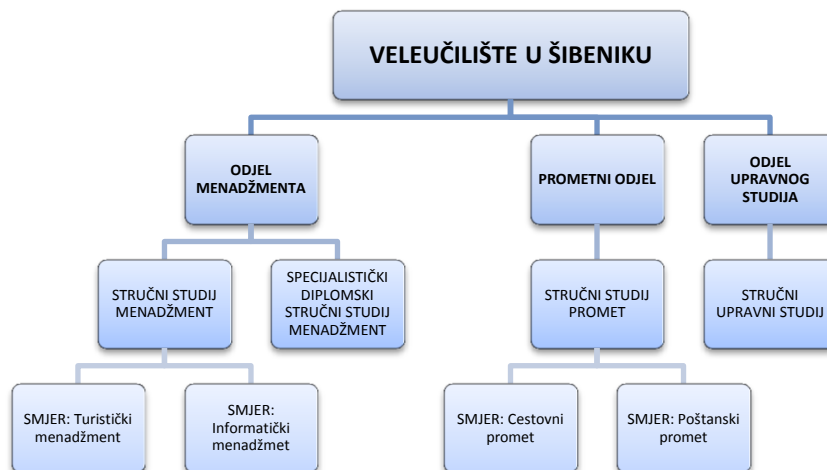 VELEUČILIŠTE U ŠIBENIKU
ODJEL
MENADŽMENTA
PROMETNI ODJEL
ODJEL
UPRAVNOG
STUDIJA
STRUČNI STUDIJ
MENADŽMENT
SPECIJALISTIČKI
DIPLOMSKI
STRUČNI STUDIJ
MENADŽMENT
STRUČNI STUDIJ
PROMET
STRUČNI
UPRAVNI STUDIJ
SMJER: Turistički
menadžment
SMJER:
Informatički
menadžmet
SMJER: Cestovni
promet
SMJER: Poštanski
promet